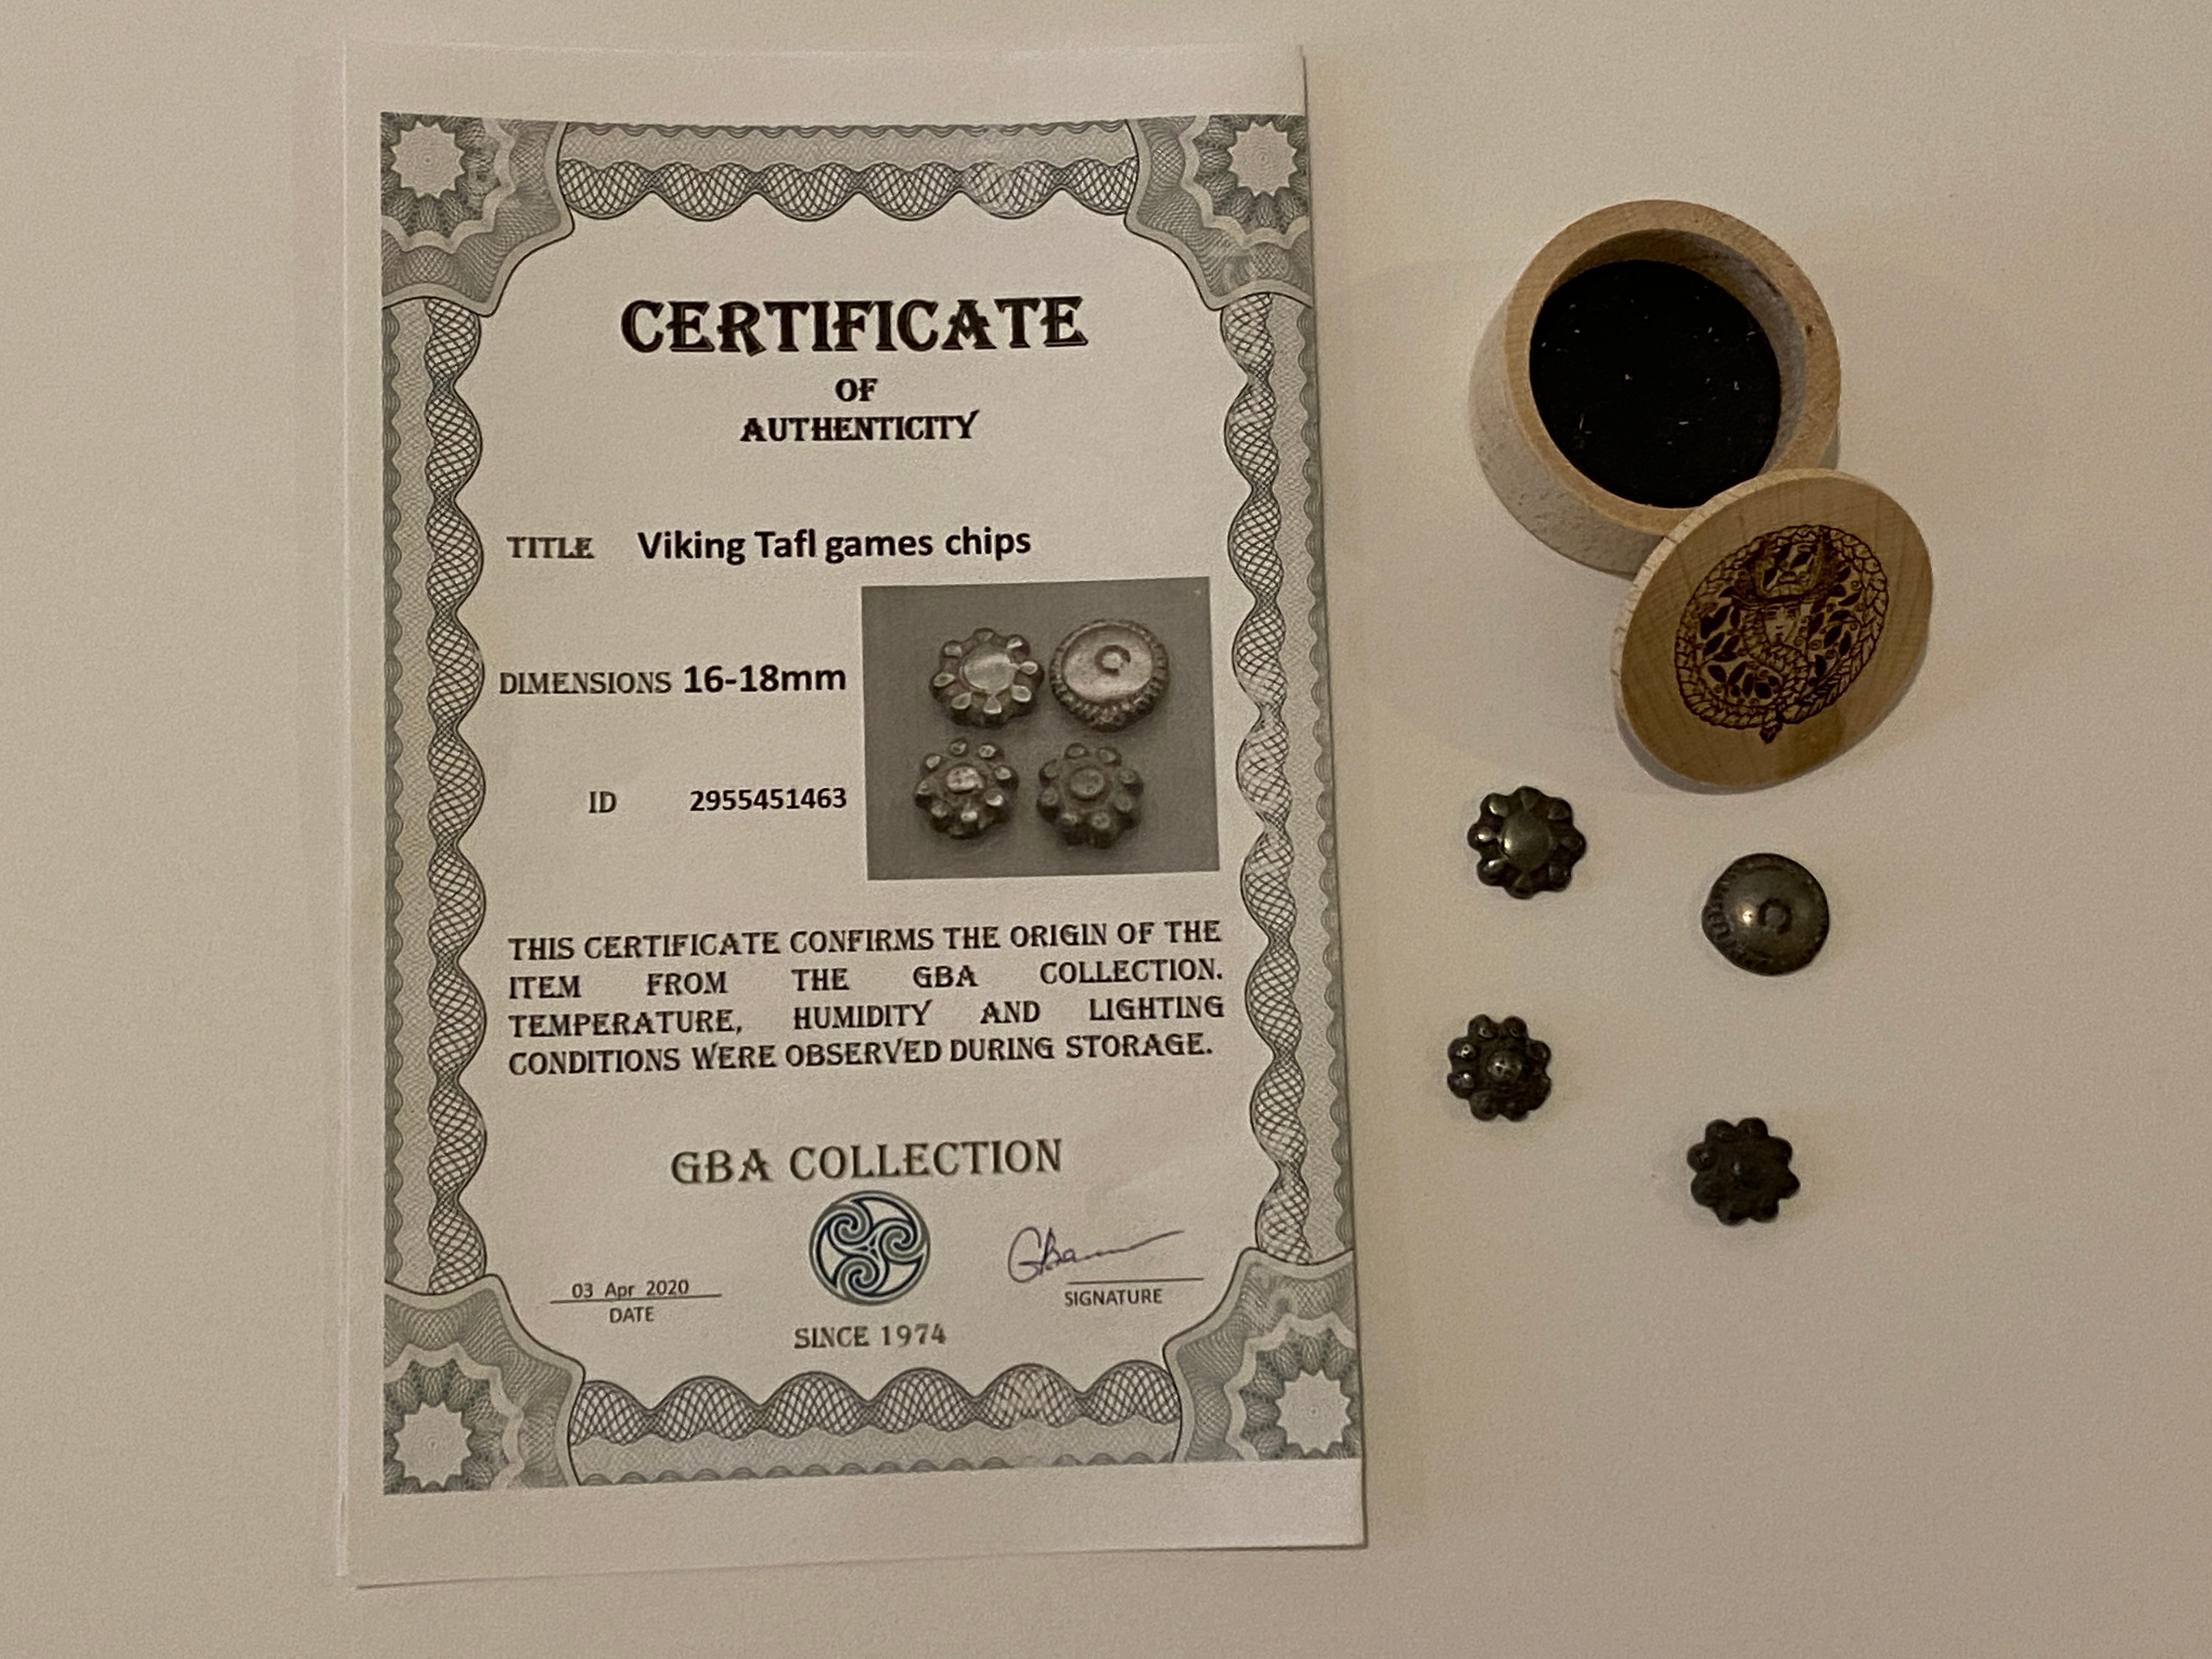 CERTIFICATE
OF
AUTHENTICITY
TITLE Viking Tafl games chips
DIMENSIONS 16-18mm
ID 2955451463
THIS CERTIFICATE CONFIRMS THE ORIGIN OF THE
ITEM FROM THE GBA COLLECTION.
TEMPERATURE, HUMIDITY AND LIGHTING
CONDITIONS WERE OBSERVED DURING STORAGE.
GBA COLLECTION
03 Apr 2020
DATE
SIGNATURE
SINCE 1974